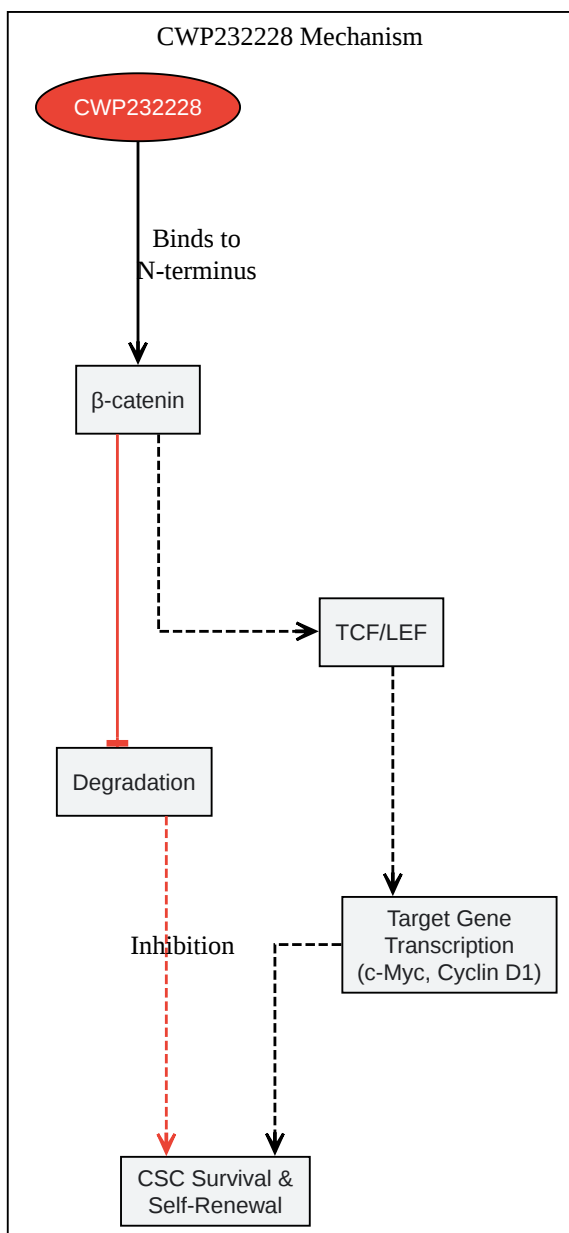 CWP232228 Mechanism
CWP232228
Binds to
N-terminus
β-catenin
TCF/LEF
Degradation
Target Gene
Transcription
(c-Myc, Cyclin D1)
Inhibition
CSC Survival &
Self-Renewal